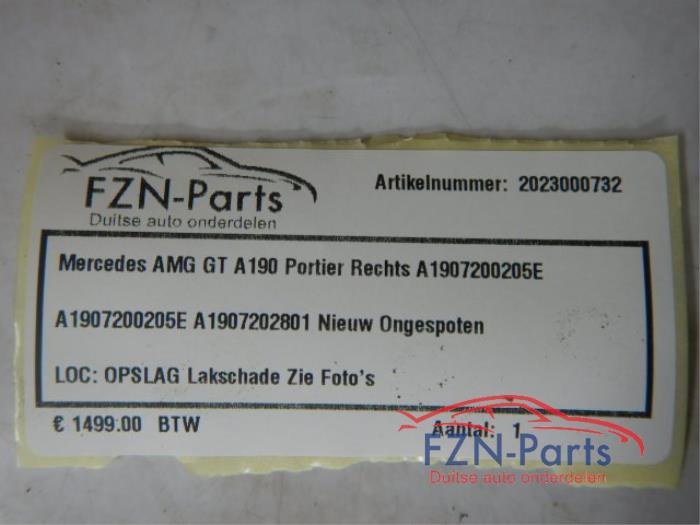 FZN-Parts
Duitse auto onderdelen
Artikelnummer: 2023000732
Mercedes AMG GT A190 Portier Rechts A1907200205E
A1907200205E A1907202801 Nieuw Ongespoten
LOC: OPSLAG Lakschade Zie Foto's
€ 1499.00 BTW
Aantal: 1
FZN-Parts
Duitse auto onderdelen